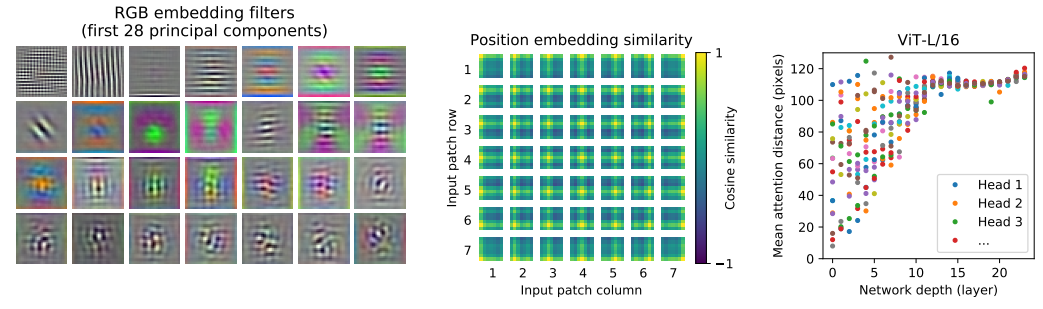 RGB embedding filters
(first 28 principal components)
Position embedding similarity
Input patch row
1
2
3
4
5
6
7
1 2 3 4 5 6 7
Input patch column
1
−1
Cosine similarity
ViT-L/16
Mean attention distance (pixels)
120
100
80
60
40
20
0
0 5 10 15 20
Network depth (layer)
Head 1
Head 2
Head 3
...